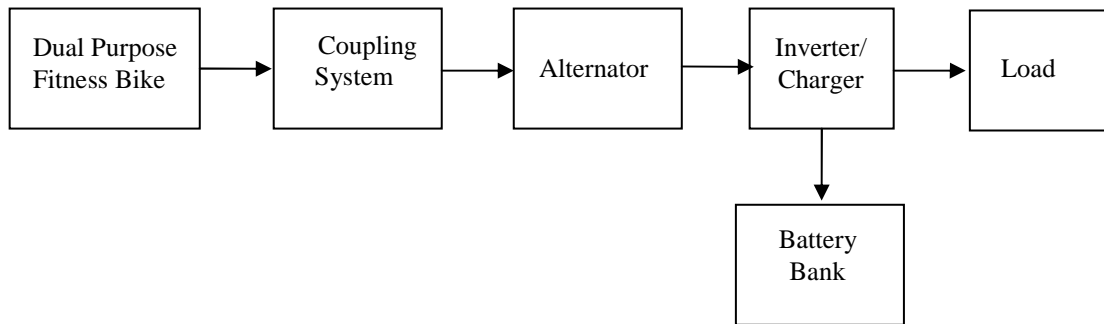 Dual Purpose
Fitness Bike
Coupling
System
Alternator
Inverter/
Charger
Load
Battery
Bank